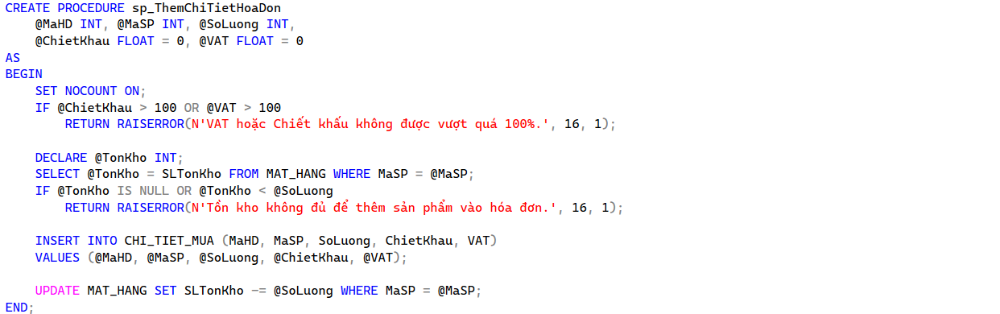 CREATE PROCEDURE sp_ThemChiTietHoaDon
    @MaHD INT, @MaSP INT, @SoLuong INT,
    @ChietKhau FLOAT = 0, @VAT FLOAT = 0
AS
BEGIN
    SET NOCOUNT ON;
    IF @ChietKhau > 100 OR @VAT > 100
        RETURN RAISERROR(N'VAT hoặc Chiết khấu không được vượt quá 100%.', 16, 1);

    DECLARE @TonKho INT;
    SELECT @TonKho = SLTonKho FROM MAT_HANG WHERE MaSP = @MaSP;
    IF @TonKho IS NULL OR @TonKho < @SoLuong
        RETURN RAISERROR(N'Tồn kho không đủ để thêm sản phẩm vào hóa đơn.', 16, 1);

    INSERT INTO CHI_TIET_MUA (MaHD, MaSP, SoLuong, ChietKhau, VAT)
    VALUES (@MaHD, @MaSP, @SoLuong, @ChietKhau, @VAT);

    UPDATE MAT_HANG SET SLTonKho -= @SoLuong WHERE MaSP = @MaSP;
END;